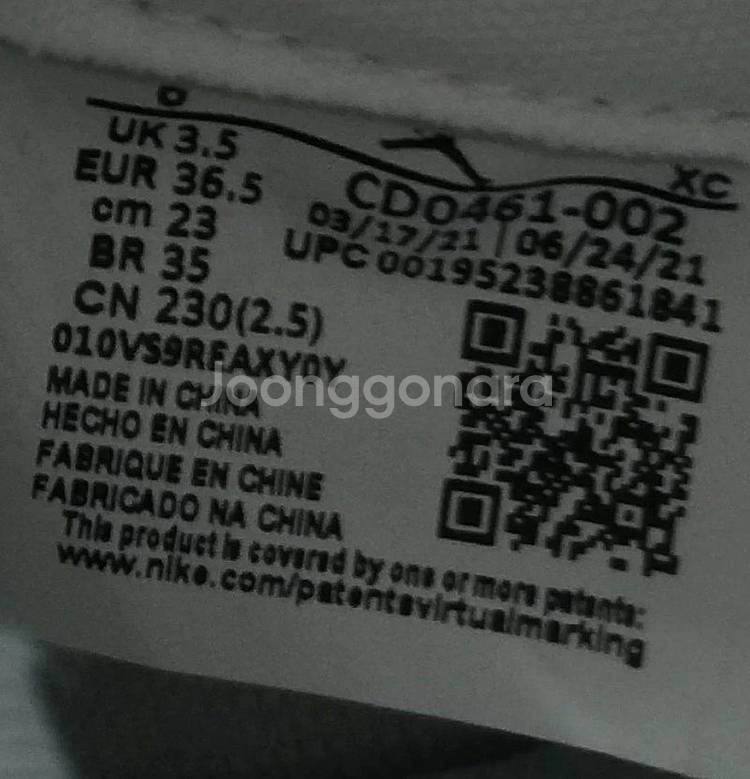 D
UK 3.5
EUR 36.5
cm 23
BR 35
CN 230(2.5)
XC
CD0461-002
03/17/21 | 06/24/21
UPC 00195238861841
MADE IN CHINA
HECHO EN CHINA
FABRIQUE EN CHINE
FABRICADO NA CHINA
This product is covered by one or more patents:
www.nike.com/patentsvirtualmarking
Joonggonara